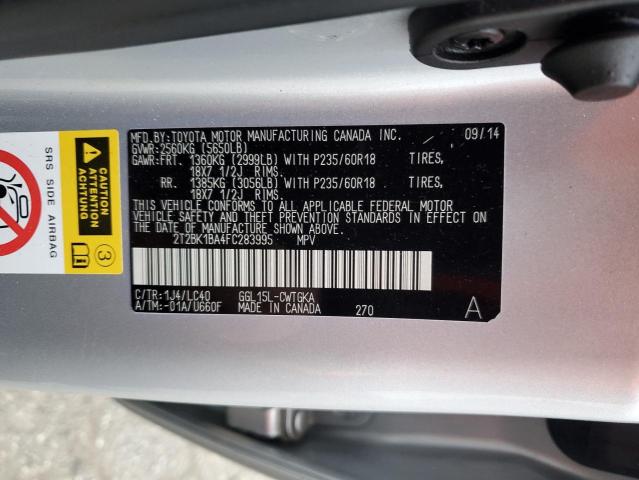 MFD.BY:TOYOTA MOTOR MANUFACTURING CANADA INC. 09/14
GVWR:2560KG (5650LB)
GAWR:FRT. 1360KG (2999LB) WITH P235/60R18 TIRES,
18X7 1/2J RIMS.
RR. 1385KG (3056LB) WITH P235/60R18 TIRES,
18X7 1/2J RIMS.
THIS VEHICLE CONFORMS TO ALL APPLICABLE FEDERAL MOTOR
VEHICLE SAFETY AND THEFT PREVENTION STANDARDS IN EFFECT
ON THE DATE OF MANUFACTURE SHOWN ABOVE.
2T2BK1BA4FC283995 MPV
C/TR:1J4/LC40 GGL15L-CWTGKA
A/TM:-01A/U660F MADE IN CANADA 270 A
SRS SIDE AIRBAG
ATTENTION
ACHTUNG
3